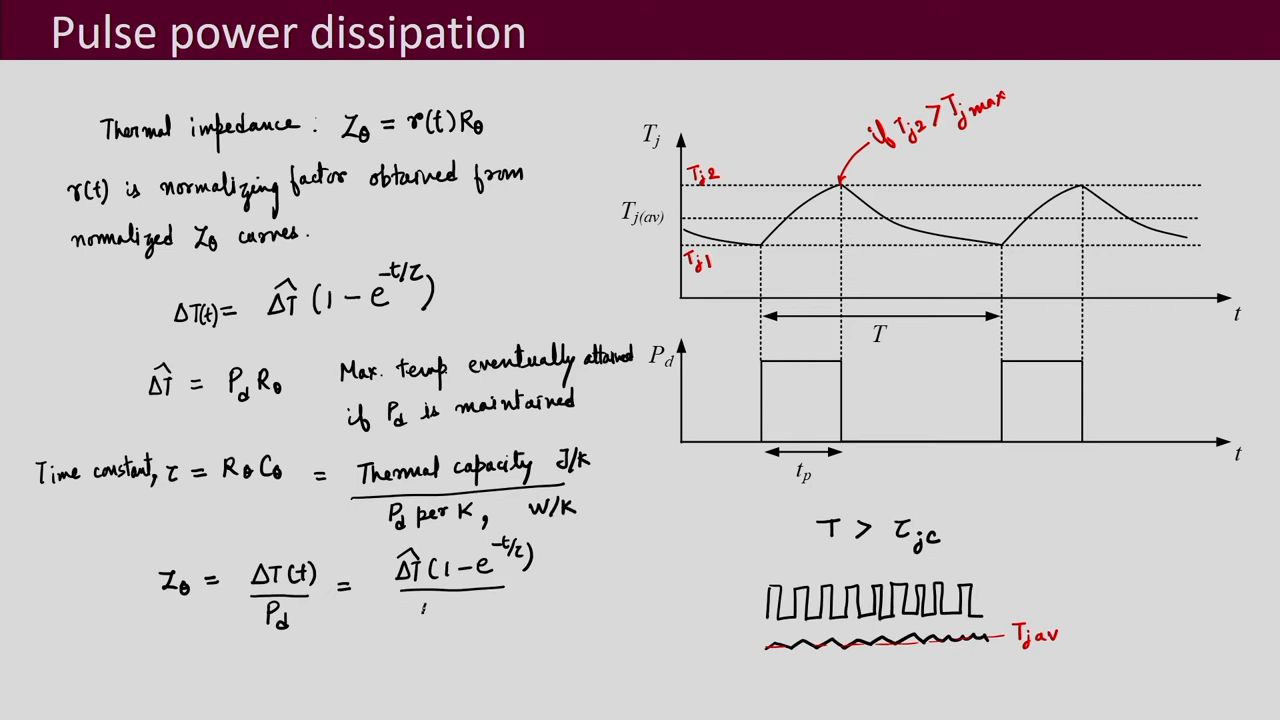 Pulse power dissipation
Thermal impedance : Zθ = r(t) Rθ
r(t) is normalizing factor obtained from
normalized Zθ curves.
ΔT(t) = ΔT̂ (1 − e^(−t/τ))
ΔT̂ = Pd Rθ
Max. temp eventually attained
if Pd is maintained
Time constant, τ = Rθ Cθ = Thermal capacity J/K
Pd per K, W/K
Zθ = ΔT(t) / Pd = ΔT̂ (1 − e^(−t/τ))
if Tj2 > Tjmax
Tj
Tj2
Tj(av)
Tj1
t
T
Pd
t
tp
T > τjc
Tjav